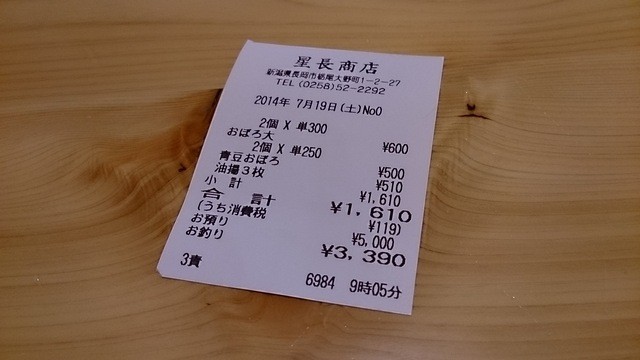 星長商店
新潟県長岡市栃尾大野町1-2-27
TEL(0258)52-2292
2014年 7月19日(土)No0
2個 X 単300
おぼろ大 ¥600
2個 X 単250
青豆おぼろ ¥500
油揚3枚 ¥510
小 計 ¥1,610
合 計 ¥1,610
(うち消費税 ¥119)
お預り ¥5,000
お釣り ¥3,390
3責
6984 9時05分